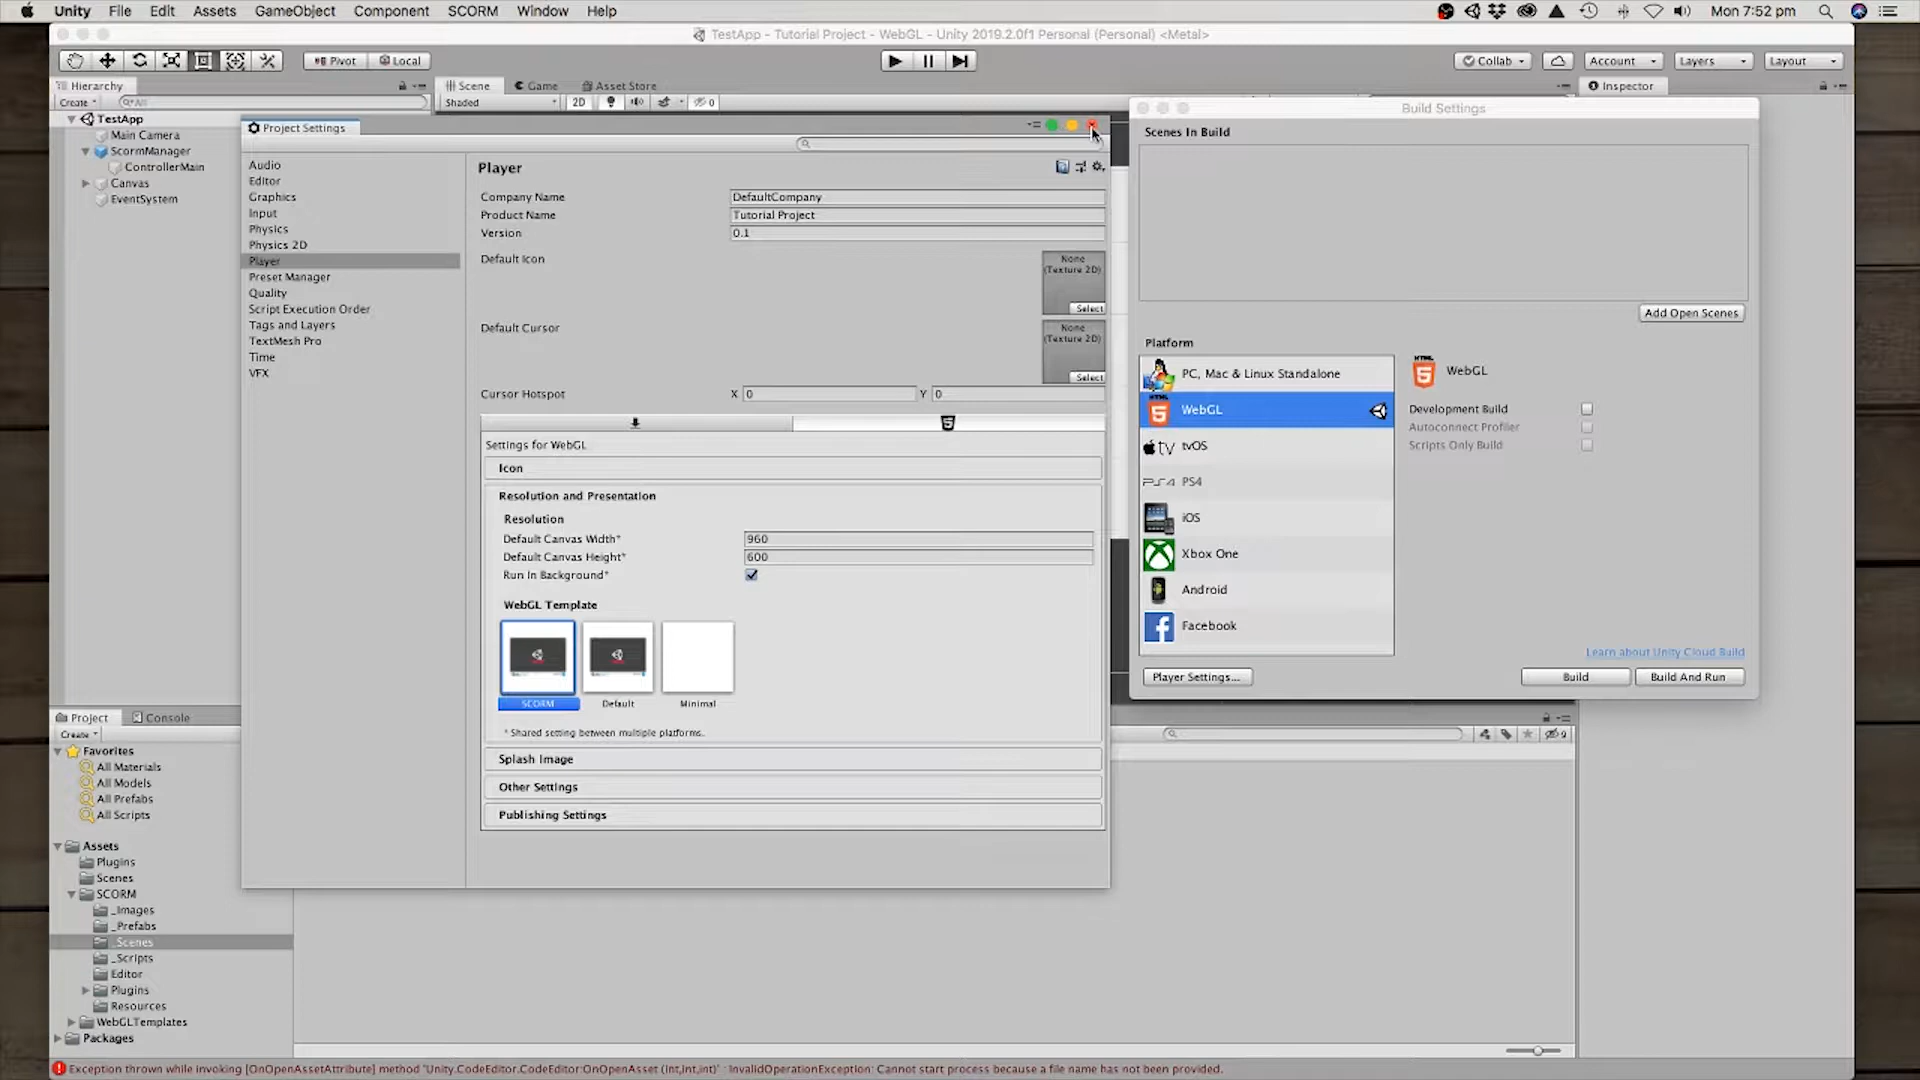 Unity File Edit Assets GameObject Component SCORM Window Help Mon 7:52 pm
TestApp - Tutorial Project - WebGL - Unity 2019.2.0f1 Personal (Personal) <Metal>
Pivot Local Collab Account Layers Layout
Hierarchy Scene Game Asset Store Inspector
Create All Shaded 2D 0
TestApp
Main Camera
ScormManager
ControllerMain
Canvas
EventSystem
Project Settings
Audio
Editor
Graphics
Input
Physics
Physics 2D
Player
Preset Manager
Quality
Script Execution Order
Tags and Layers
TextMesh Pro
Time
VFX
Player
Company Name DefaultCompany
Product Name Tutorial Project
Version 0.1
Default Icon None
(Texture 2D)
Select
Default Cursor None
(Texture 2D)
Select
Cursor Hotspot X 0 Y 0
Settings for WebGL
Icon
Resolution and Presentation
Resolution
Default Canvas Width* 960
Default Canvas Height* 600
Run In Background*
WebGL Template
SCORM Default Minimal
* Shared setting between multiple platforms.
Splash Image
Other Settings
Publishing Settings
Build Settings
Scenes In Build
Add Open Scenes
Platform
PC, Mac & Linux Standalone
HTML 5 WebGL
tv tvOS
PS4 PS4
iOS
Xbox One
Android
Facebook
HTML 5 WebGL
Development Build
Autoconnect Profiler
Scripts Only Build
Learn about Unity Cloud Build
Player Settings... Build Build And Run
Project Console
Create 9
Favorites
All Materials
All Models
All Prefabs
All Scripts
Assets
Plugins
Scenes
SCORM
_Images
_Prefabs
_Scenes
_Scripts
Editor
Plugins
Resources
WebGLTemplates
Packages
Exception thrown while invoking [OnOpenAssetAttribute] method 'Unity.CodeEditor.CodeEditor:OnOpenAsset (int,int,int)' : InvalidOperationException: Cannot start process because a file name has not been provided.